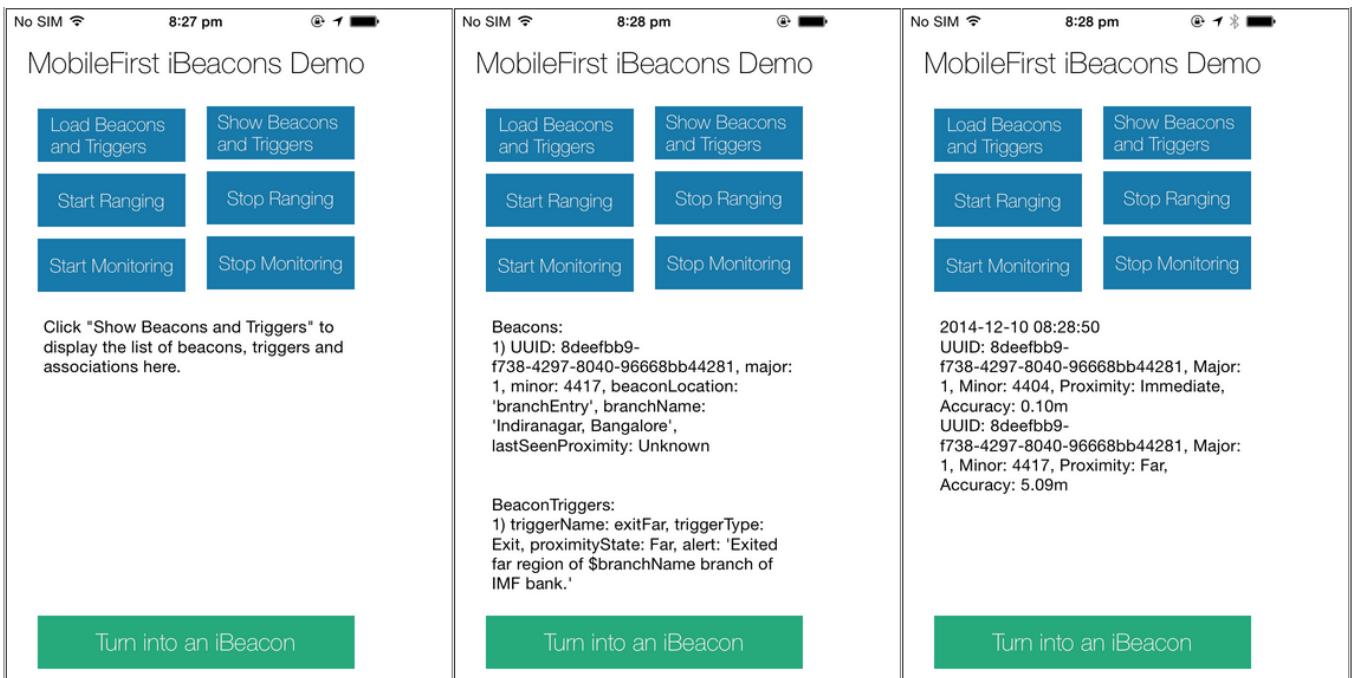 No SIM 8:27 pm
MobileFirst iBeacons Demo
Load Beacons
and Triggers
Show Beacons
and Triggers
Start Ranging
Stop Ranging
Start Monitoring
Stop Monitoring
Click "Show Beacons and Triggers" to
display the list of beacons, triggers and
associations here.
Turn into an iBeacon
No SIM 8:28 pm
MobileFirst iBeacons Demo
Load Beacons
and Triggers
Show Beacons
and Triggers
Start Ranging
Stop Ranging
Start Monitoring
Stop Monitoring
Beacons:
1) UUID: 8deefbb9-
f738-4297-8040-96668bb44281, major:
1, minor: 4417, beaconLocation:
'branchEntry', branchName:
'Indiranagar, Bangalore',
lastSeenProximity: Unknown
BeaconTriggers:
1) triggerName: exitFar, triggerType:
Exit, proximityState: Far, alert: 'Exited
far region of $branchName branch of
IMF bank.'
Turn into an iBeacon
No SIM 8:28 pm
MobileFirst iBeacons Demo
Load Beacons
and Triggers
Show Beacons
and Triggers
Start Ranging
Stop Ranging
Start Monitoring
Stop Monitoring
2014-12-10 08:28:50
UUID: 8deefbb9-
f738-4297-8040-96668bb44281, Major:
1, Minor: 4404, Proximity: Immediate,
Accuracy: 0.10m
UUID: 8deefbb9-
f738-4297-8040-96668bb44281, Major:
1, Minor: 4417, Proximity: Far,
Accuracy: 5.09m
Turn into an iBeacon